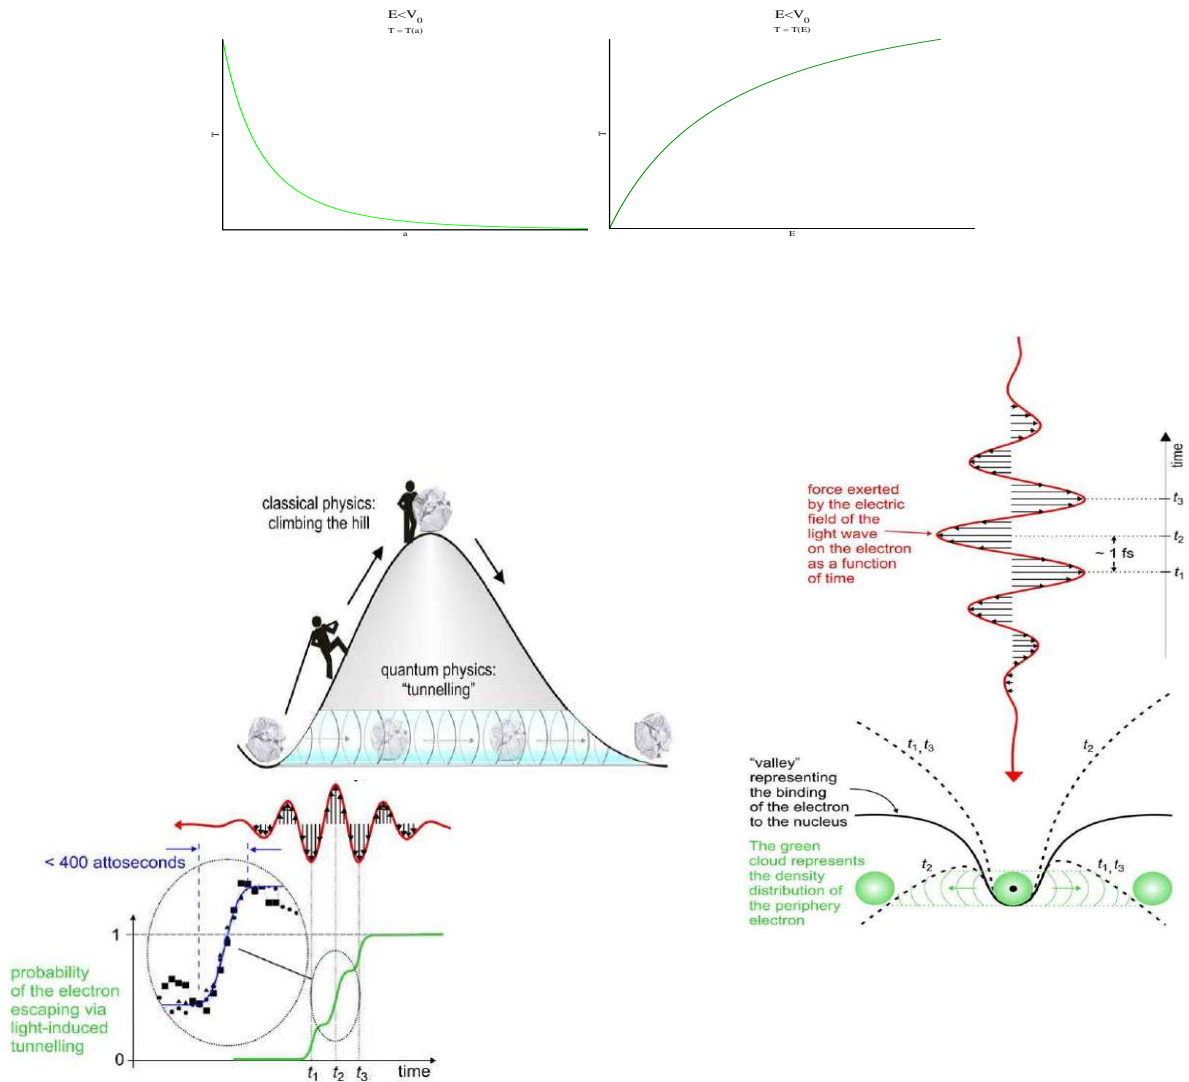 E<V0
T = T(a)
T
a
E<V0
T = T(E)
T
E
classical physics:
climbing the hill
quantum physics:
"tunnelling"
force exerted
by the electric
field of the
light wave
on the electron
as a function
of time
time
t3
t2
~ 1 fs
t1
"valley"
representing
the binding
of the electron
to the nucleus
The green
cloud represents
the density
distribution of
the periphery
electron
t1, t3
t2
t2
t1, t3
< 400 attoseconds
1
probability
of the electron
escaping via
light-induced
tunnelling
0
t1 t2 t3 time